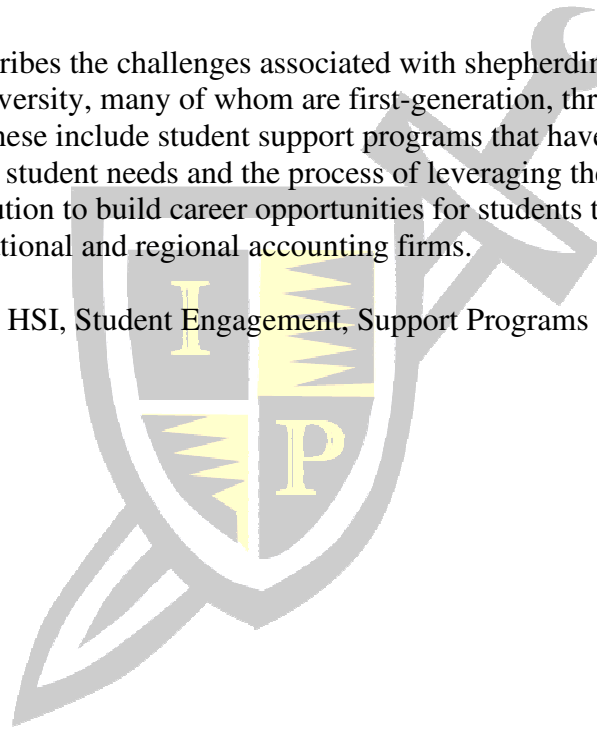 ribes the challenges associated with shepherdin
versity, many of whom are first-generation, thr
hese include student support programs that have
student needs and the process of leveraging the
ution to build career opportunities for students t
tional and regional accounting firms.
HSI, Student Engagement, Support Programs
I
P